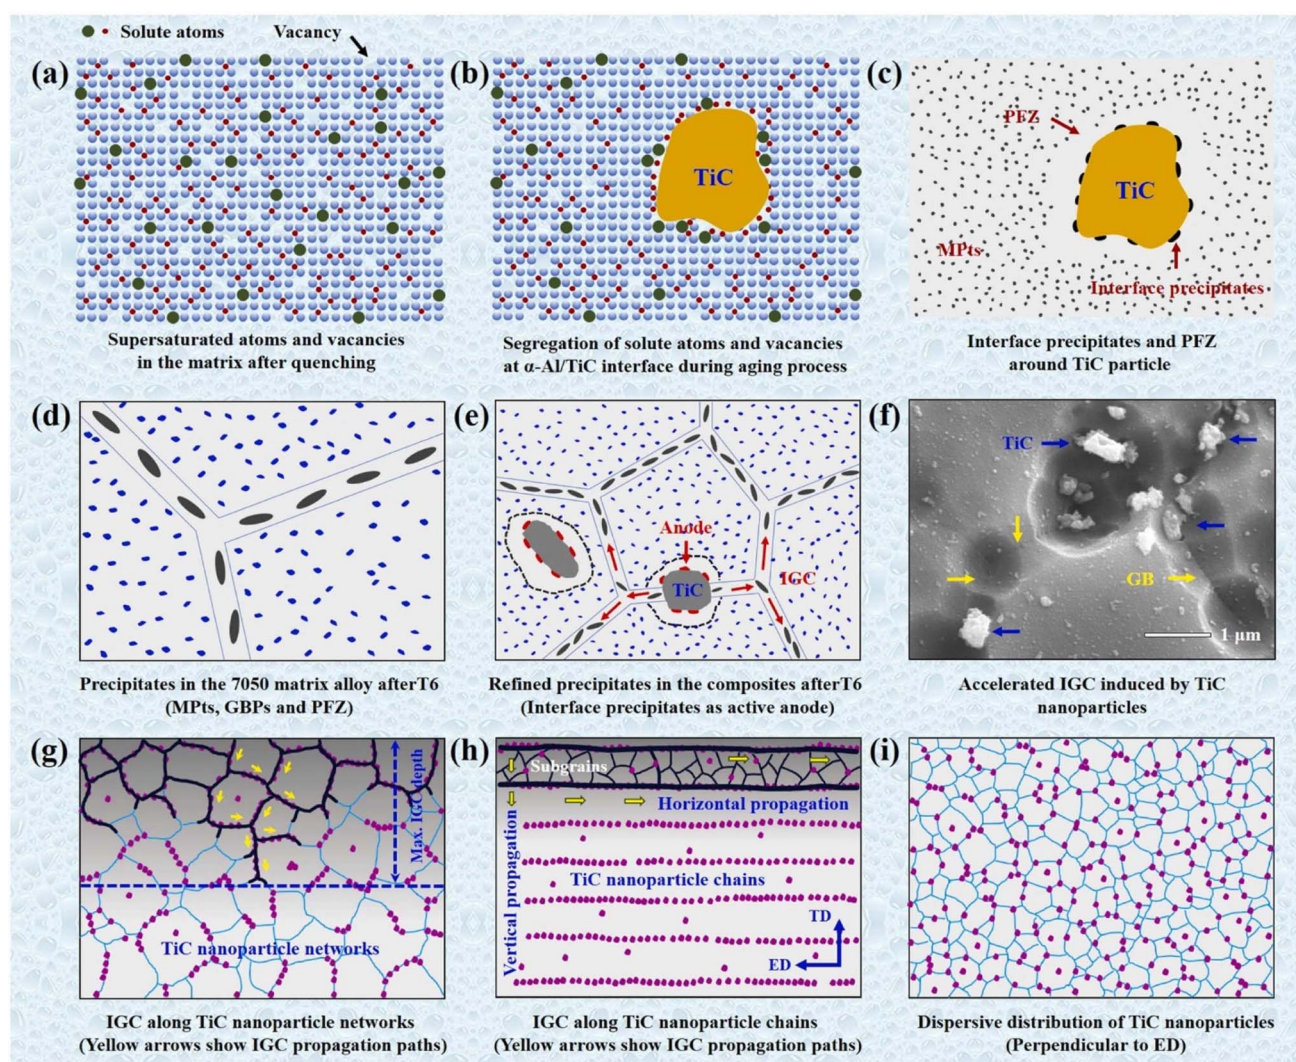 Solute atoms
Vacancy
(a)
Supersaturated atoms and vacancies
in the matrix after quenching
(b)
TiC
Segregation of solute atoms and vacancies
at α-Al/TiC interface during aging process
(c)
PFZ
TiC
MPts
Interface precipitates
Interface precipitates and PFZ
around TiC particle
(d)
Precipitates in the 7050 matrix alloy afterT6
(MPts, GBPs and PFZ)
(e)
Anode
IGC
TiC
Refined precipitates in the composites afterT6
(Interface precipitates as active anode)
(f)
TiC
GB
1 μm
Accelerated IGC induced by TiC
nanoparticles
(g)
Max. IGC depth
TiC nanoparticle networks
IGC along TiC nanoparticle networks
(Yellow arrows show IGC propagation paths)
(h)
Subgrains
Horizontal propagation
Vertical propagation
TiC nanoparticle chains
TD
ED
IGC along TiC nanoparticle chains
(Yellow arrows show IGC propagation paths)
(i)
Dispersive distribution of TiC nanoparticles
(Perpendicular to ED)